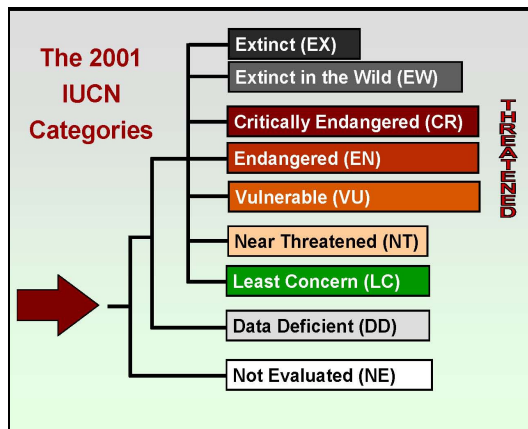 The 2001
IUCN
Categories
Extinct (EX)
Extinct in the Wild (EW)
Critically Endangered (CR)
Endangered (EN)
Vulnerable (VU)
Near Threatened (NT)
Least Concern (LC)
Data Deficient (DD)
Not Evaluated (NE)
THREATENED